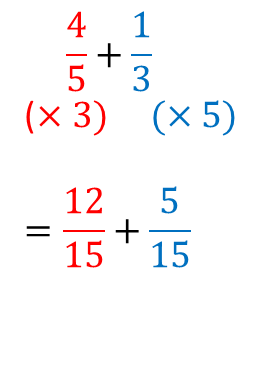 4/5 + 1/3
(× 3) (× 5)
= 12/15 + 5/15